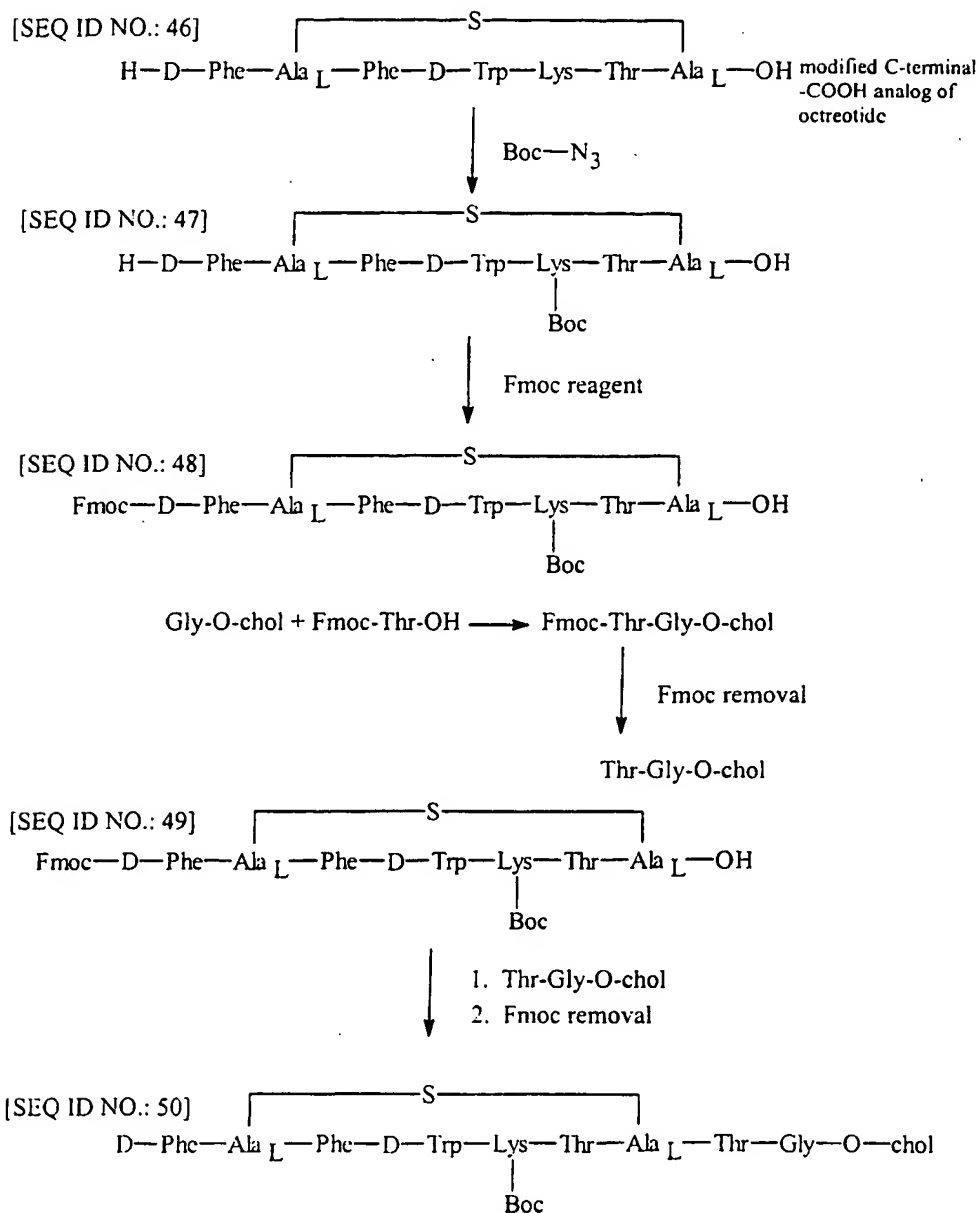 [SEQ ID NO.: 46]
S
H—D—Phe—Ala L—Phe—D—Trp—Lys—Thr—Ala L—OH modified C-terminal
-COOH analog of
octreotide
Boc—N3
[SEQ ID NO.: 47]
S
H—D—Phe—Ala L—Phe—D—Trp—Lys—Thr—Ala L—OH
Boc
Fmoc reagent
[SEQ ID NO.: 48]
S
Fmoc—D—Phe—Ala L—Phe—D—Trp—Lys—Thr—Ala L—OH
Boc
Gly-O-chol + Fmoc-Thr-OH ⟶ Fmoc-Thr-Gly-O-chol
Fmoc removal
Thr-Gly-O-chol
[SEQ ID NO.: 49]
S
Fmoc—D—Phe—Ala L—Phe—D—Trp—Lys—Thr—Ala L—OH
Boc
1. Thr-Gly-O-chol
2. Fmoc removal
[SEQ ID NO.: 50]
S
D—Phe—Ala L—Phe—D—Trp—Lys—Thr—Ala L—Thr—Gly—O—chol
Boc